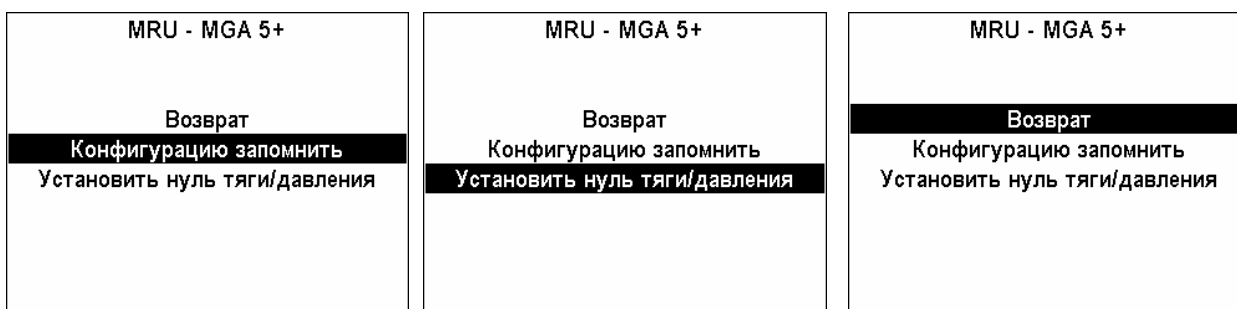 MRU - MGA 5+
Возврат
Конфигурацию запомнить
Установить нуль тяги/давления
MRU - MGA 5+
Возврат
Конфигурацию запомнить
Установить нуль тяги/давления
MRU - MGA 5+
Возврат
Конфигурацию запомнить
Установить нуль тяги/давления